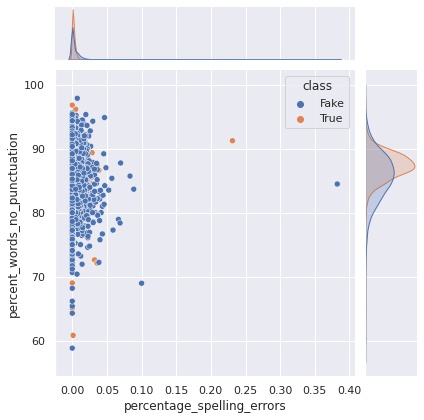 class
Fake
True
100
90
80
70
60
percent_words_no_punctuation
0.00 0.05 0.10 0.15 0.20 0.25 0.30 0.35 0.40
percentage_spelling_errors